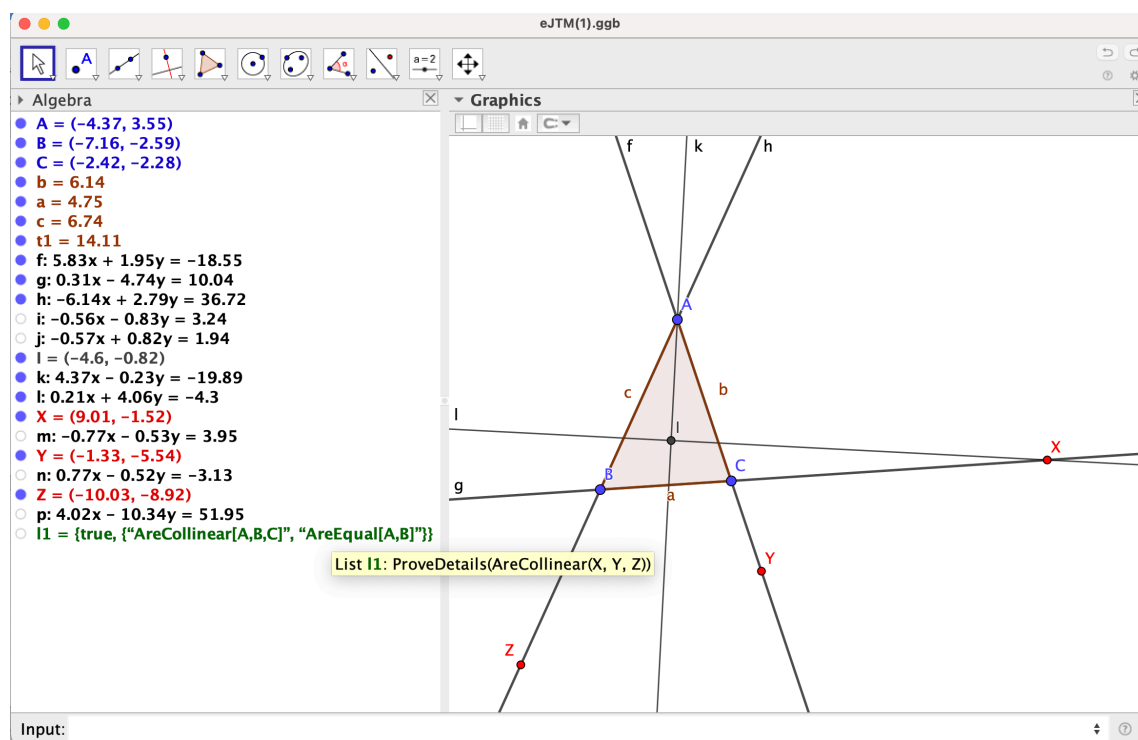 eJTM(1).ggb
A
α
a=2
Algebra
Graphics
A = (-4.37, 3.55)
B = (-7.16, -2.59)
C = (-2.42, -2.28)
b = 6.14
a = 4.75
c = 6.74
t1 = 14.11
f: 5.83x + 1.95y = -18.55
g: 0.31x - 4.74y = 10.04
h: -6.14x + 2.79y = 36.72
i: -0.56x - 0.83y = 3.24
j: -0.57x + 0.82y = 1.94
I = (-4.6, -0.82)
k: 4.37x - 0.23y = -19.89
l: 0.21x + 4.06y = -4.3
X = (9.01, -1.52)
m: -0.77x - 0.53y = 3.95
Y = (-1.33, -5.54)
n: 0.77x - 0.52y = -3.13
Z = (-10.03, -8.92)
p: 4.02x - 10.34y = 51.95
l1 = {true, {“AreCollinear[A,B,C]”, “AreEqual[A,B]”}}
List l1: ProveDetails(AreCollinear(X, Y, Z))
f
k
h
A
c
b
l
I
X
g
B
C
a
Y
Z
Input: